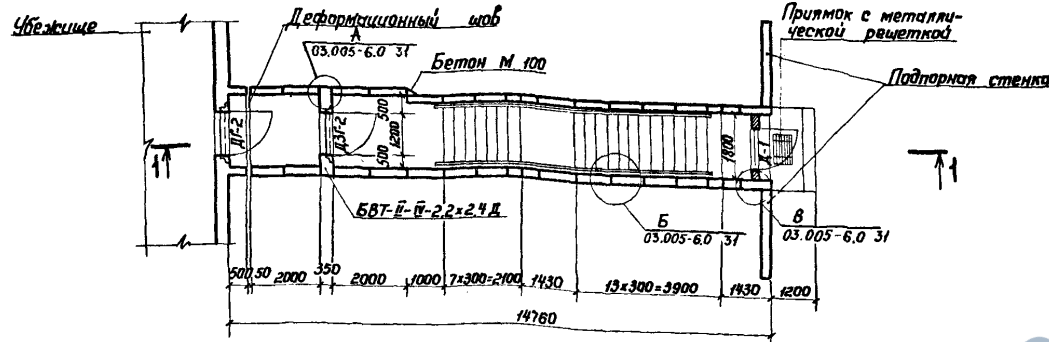 Убежище
Деформационный шов
А
03.005-6.0 31
Бетон М 100
Приямок с металли-
ческой решеткой
Подпорная стенка
ДГ-2
ДЗГ-2
500
1200
500
1800
Д-1
1
1
БВТ-II-IV-2.2×2.4 Д
Б
03.005-6.0 31
В
03.005-6.0 31
500
50
2000
350
2000
1000
7×300=2100
1430
13×300=3900
1430
1200
14760